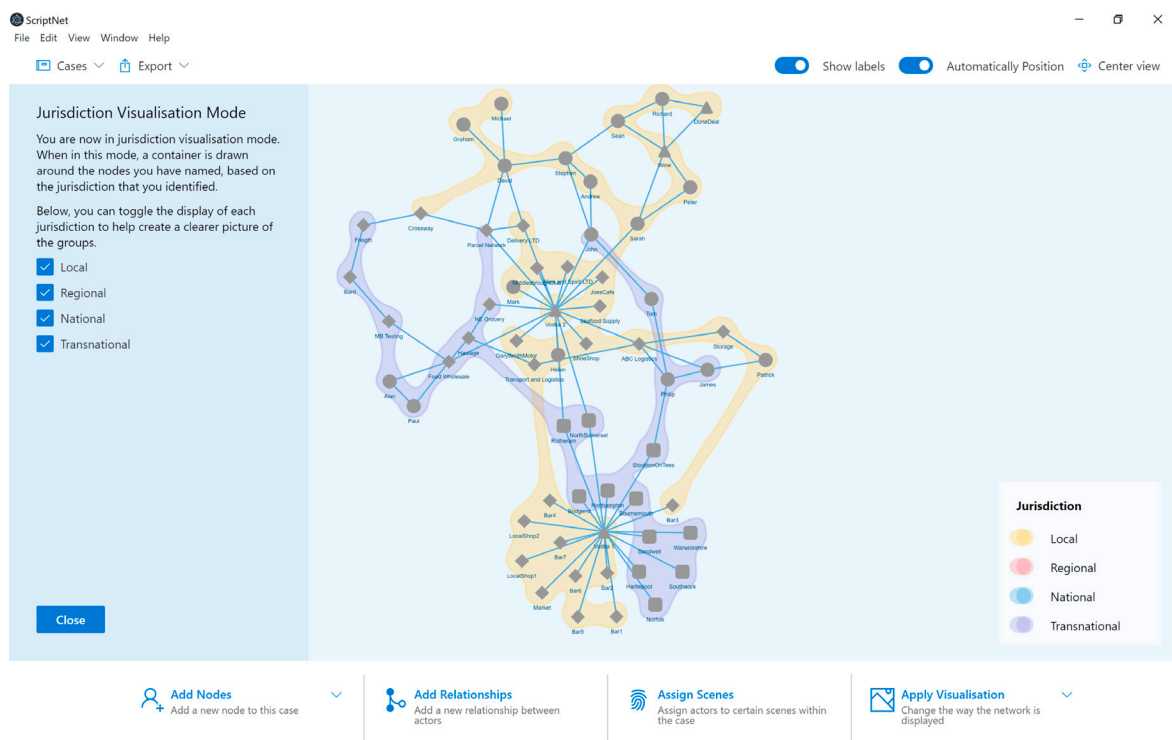 ScriptNet
File Edit View Window Help
Cases
Export
Show labels
Automatically Position
Center view
Jurisdiction Visualisation Mode
You are now in jurisdiction visualisation mode.
When in this mode, a container is drawn
around the nodes you have named, based on
the jurisdiction that you identified.
Below, you can toggle the display of each
jurisdiction to help create a clearer picture of
the groups.
Local
Regional
National
Transnational
Close
Michael
Richard
DoneDeal
Graham
Sean
Wine
Stephen
David
Andrew
Peter
Crossway
Sarah
Parcel Network
Delivery LTD
John
JoesCafe
Mark
Tom
NE Grocery
Vodka 2
Seafood Supply
MB Testing
Storage
Haulage
GarySmithMotor
ShoeShop
ABC Logistics
Helen
Food Wholesale
Transport and Logistics
Patrick
James
Alan
Philip
Paul
NorthSomerset
Rotheram
StocktonOnTees
Bridgend
Northampton
Bournemouth
Bar4
Bar3
LocalShop2
Vodka 1
Sandwell
Warwickshire
Bar7
LocalShop1
Bar6
Bar2
Hartlepool
Southwark
Market
Norfolk
Bar5
Bar1
Jurisdiction
Local
Regional
National
Transnational
Add Nodes
Add a new node to this case
Add Relationships
Add a new relationship between
actors
Assign Scenes
Assign actors to certain scenes within
the case
Apply Visualisation
Change the way the network is
displayed